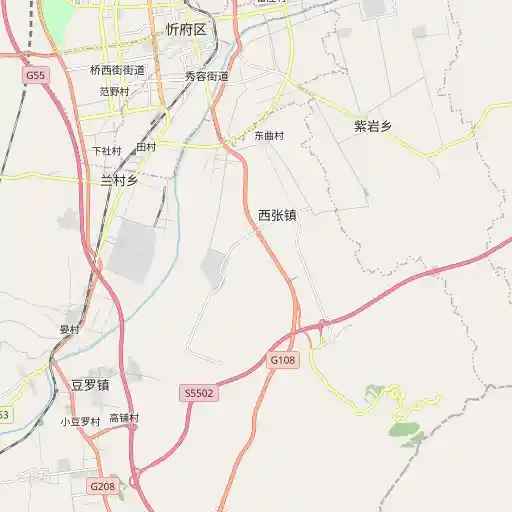 忻府区
G55
桥西街街道
秀容街道
范野村
紫岩乡
东曲村
下社村
田村
兰村乡
西张镇
晏村
G108
豆罗镇
S5502
高铺村
小豆罗村
G208